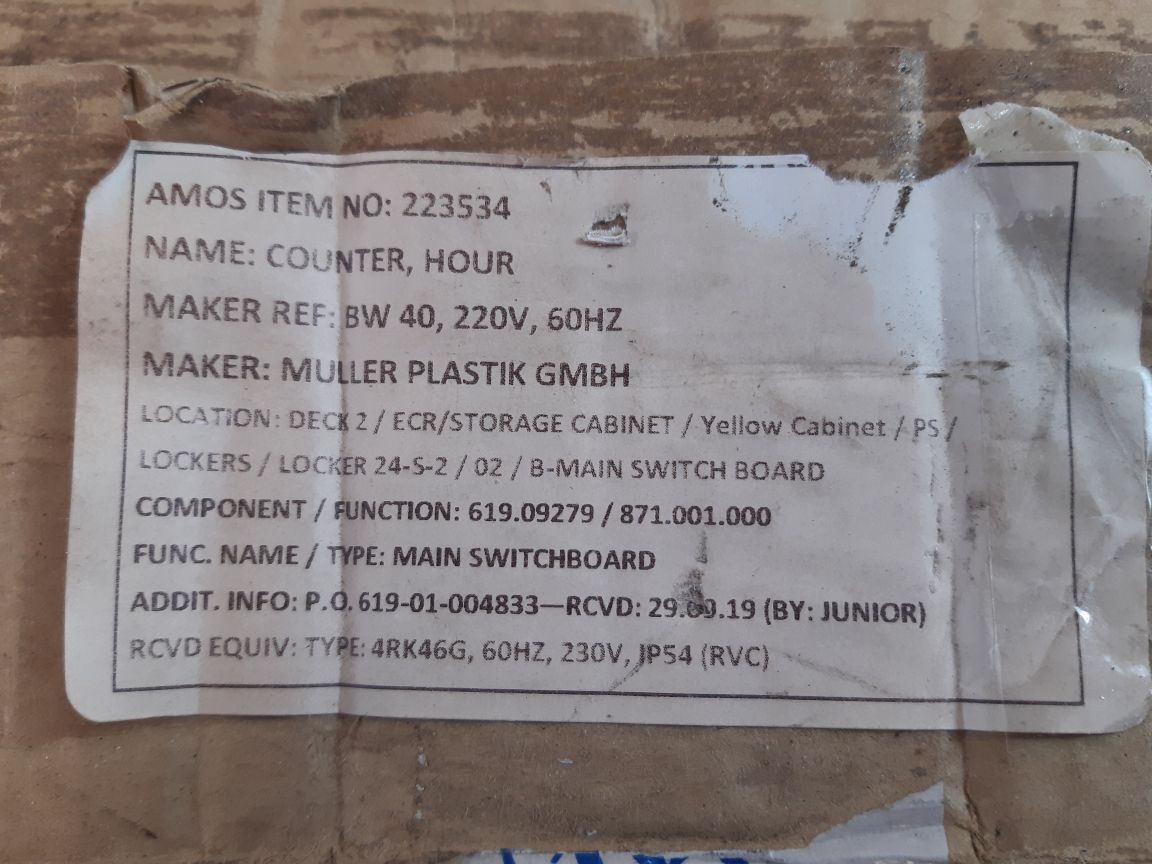 AMOS ITEM NO: 223534
NAME: COUNTER, HOUR
MAKER REF: BW 40, 220V, 60HZ
MAKER: MULLER PLASTIK GMBH
LOCATION: DECK 2 / ECR/STORAGE CABINET / Yellow Cabinet / PS /
LOCKERS / LOCKER 24-S-2 / 02 / B-MAIN SWITCH BOARD
COMPONENT / FUNCTION: 619.09279 / 871.001.000
FUNC. NAME / TYPE: MAIN SWITCHBOARD
ADDIT. INFO: P.O. 619-01-004833—RCVD: (BY: JUNIOR)
RCVD EQUIV: TYPE: 4RK46G, 60HZ, 230V, IP54 (RVC)